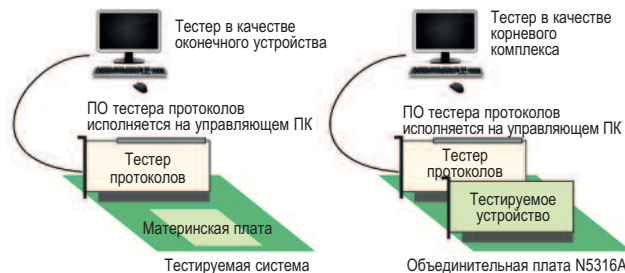 Тестер в качестве
оконечного устройства
ПО тестера протоколов
исполняется на управляющем ПК
Тестер
протоколов
Материнская плата
Тестируемая система
Тестер в качестве
корневого
комплекса
ПО тестера протоколов
исполняется на управляющем ПК
Тестер
протоколов
Тестируемое
устройство
Объединительная плата N5316A